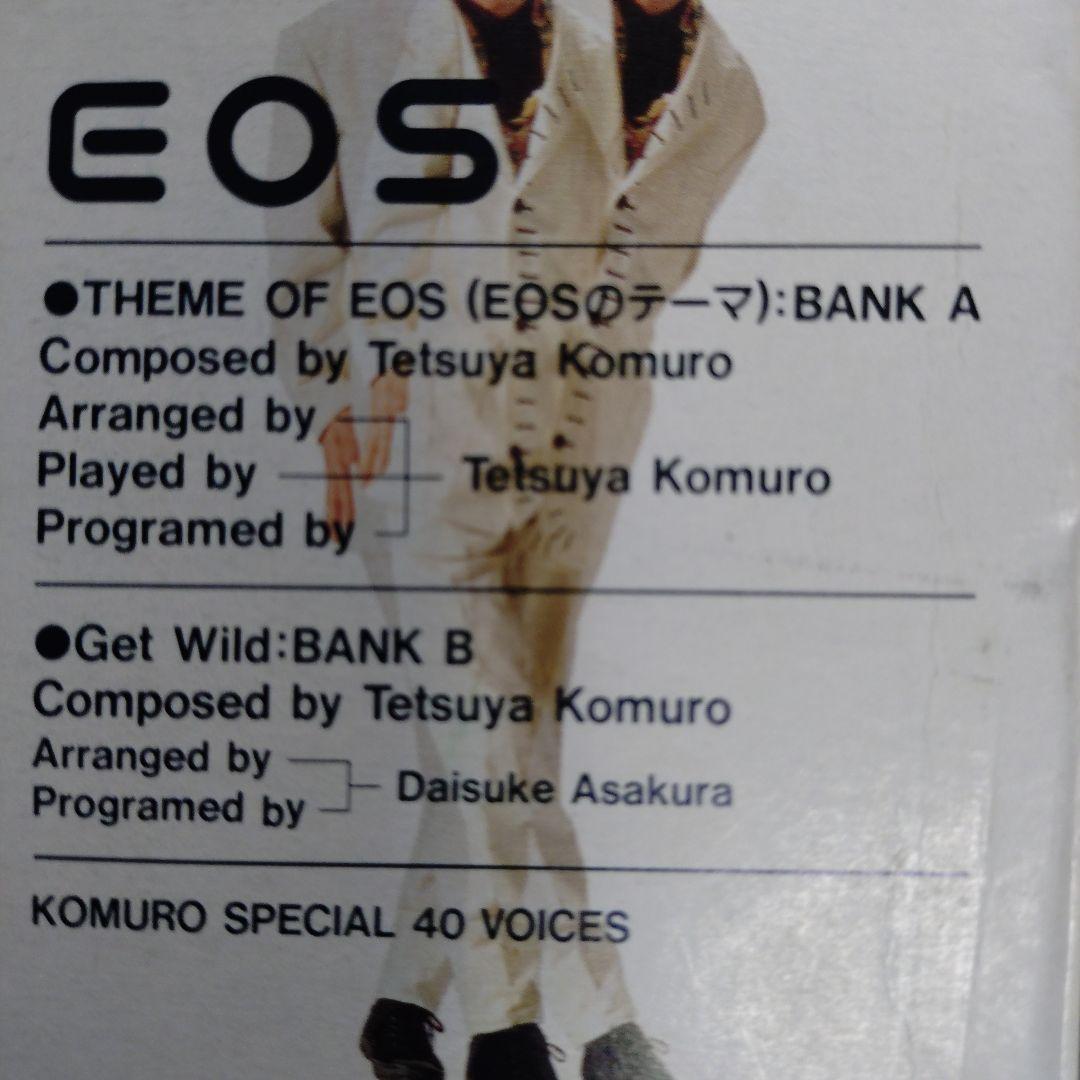 EOS
●THEME OF EOS (EOSのテーマ):BANK A
Composed by Tetsuya Komuro
Arranged by
Played by Tetsuya Komuro
Programed by
●Get Wild:BANK B
Composed by Tetsuya Komuro
Arranged by
Programed by Daisuke Asakura
KOMURO SPECIAL 40 VOICES